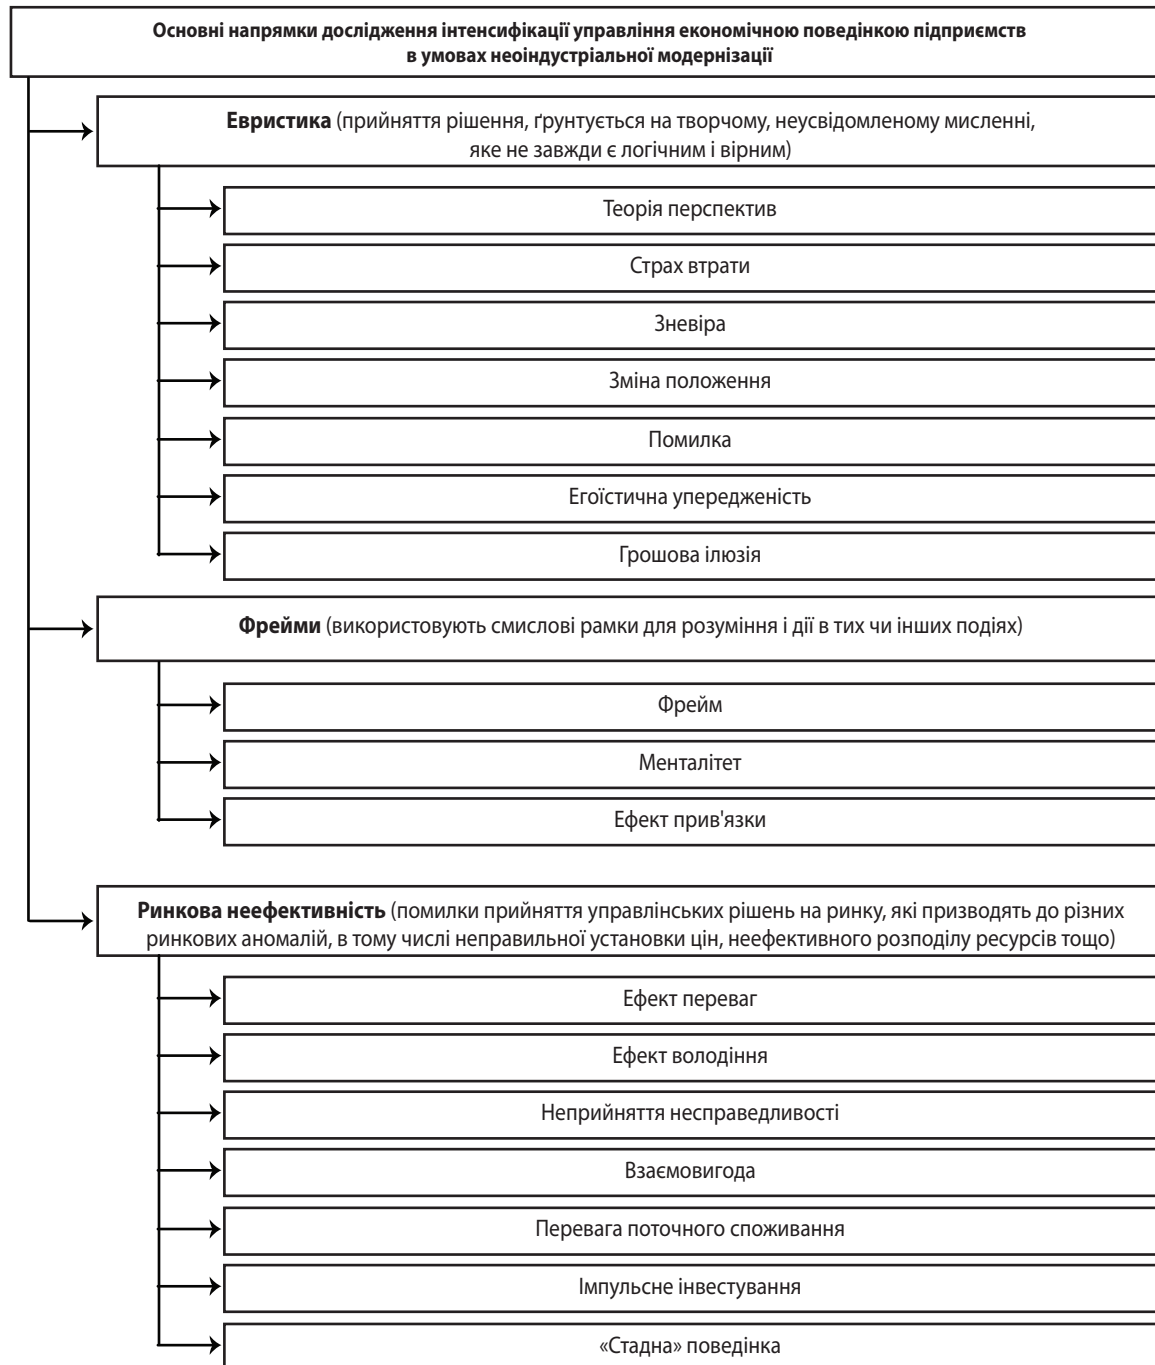 Основні напрямки дослідження інтенсифікації управління економічною поведінкою підприємств
в умовах неоіндустріальної модернізації
Евристика (прийняття рішення, ґрунтується на творчому, неусвідомленому мисленні,
яке не завжди є логічним і вірним)
Теорія перспектив
Страх втрати
Зневіра
Зміна положення
Помилка
Егоїстична упередженість
Грошова ілюзія
Фрейми (використовують смислові рамки для розуміння і дії в тих чи інших подіях)
Фрейм
Менталітет
Ефект прив'язки
Ринкова неефективність (помилки прийняття управлінських рішень на ринку, які призводять до різних
ринкових аномалій, в тому числі неправильної установки цін, неефективного розподілу ресурсів тощо)
Ефект переваг
Ефект володіння
Неприйняття несправедливості
Взаємовигода
Перевага поточного споживання
Імпульсне інвестування
«Стадна» поведінка